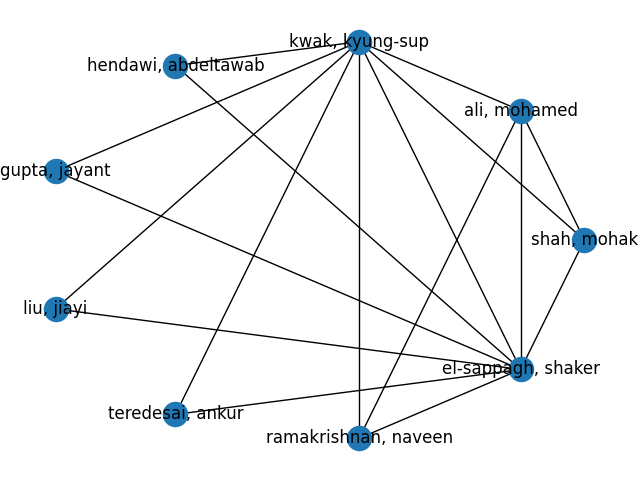 kwak, kyung-sup
hendawi, abdeltawab
ali, mohamed
gupta, jayant
shah, mohak
liu, jiayi
el-sappagh, shaker
teredesai, ankur
ramakrishnan, naveen